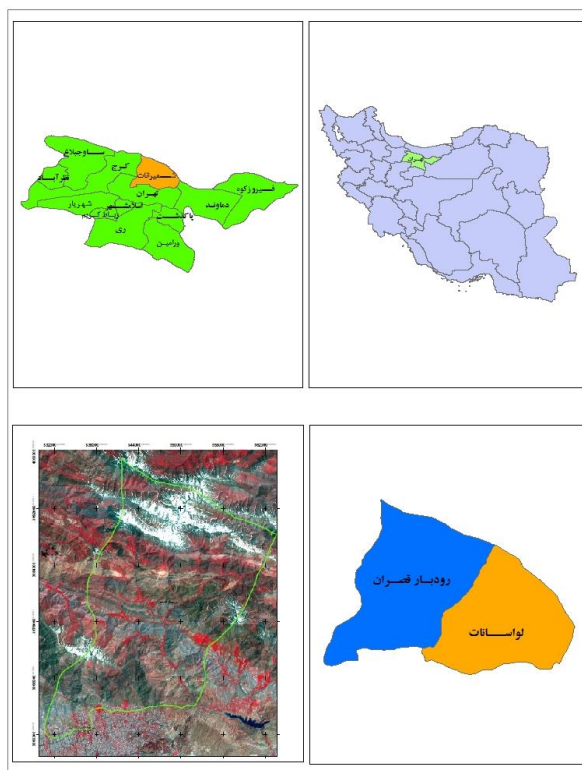 تهران
ساوجبلاغ
کرج
شمیرانات
نظرآباد
تهران
فیروزکوه
دماوند
شهریار
اسلامشهر
رباط کریم
پاکدشت
ری
ورامین
رودبار قصران
لواسانات